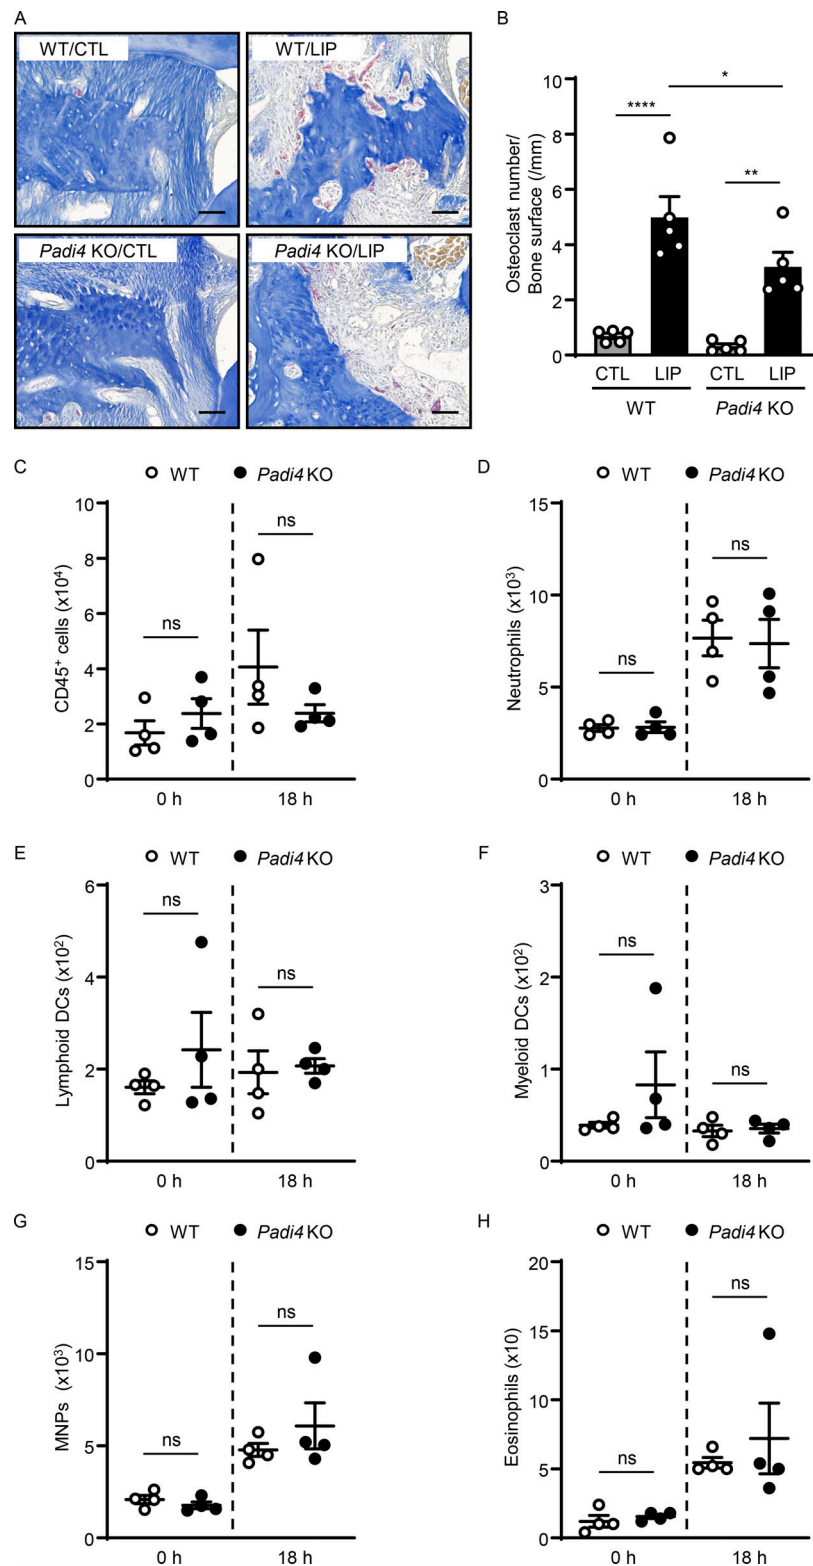 A
WT/CTL
WT/LIP
Padi4 KO/CTL
Padi4 KO/LIP
B
Osteoclast number/
Bone surface (/mm)
10
8
6
4
2
0
****
*
**
CTL LIP CTL LIP
WT Padi4 KO
C
WT Padi4 KO
CD45⁺ cells (x10⁴)
10
8
6
4
2
0
ns
ns
0 h 18 h
D
WT Padi4 KO
Neutrophils (x10³)
15
10
5
0
ns
ns
0 h 18 h
E
WT Padi4 KO
Lymphoid DCs (x10²)
6
4
2
0
ns
ns
0 h 18 h
F
WT Padi4 KO
Myeloid DCs (x10²)
3
2
1
0
ns
ns
0 h 18 h
G
WT Padi4 KO
MNPs (x10³)
15
10
5
0
ns
ns
0 h 18 h
H
WT Padi4 KO
Eosinophils (x10)
20
15
10
5
0
ns
ns
0 h 18 h